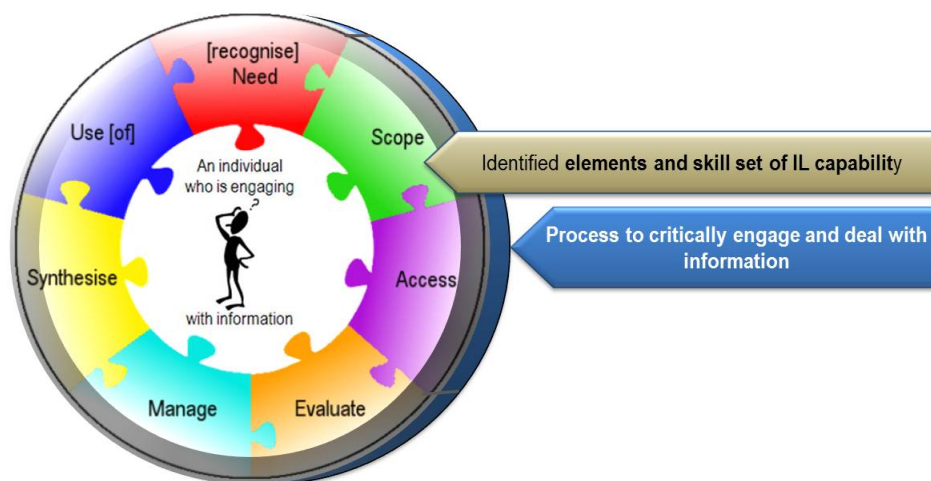 [recognise]
Need
Use [of]
Scope
An individual
who is engaging
?
Synthesise
Access
with information
Manage
Evaluate
Identified elements and skill set of IL capability
Process to critically engage and deal with
information